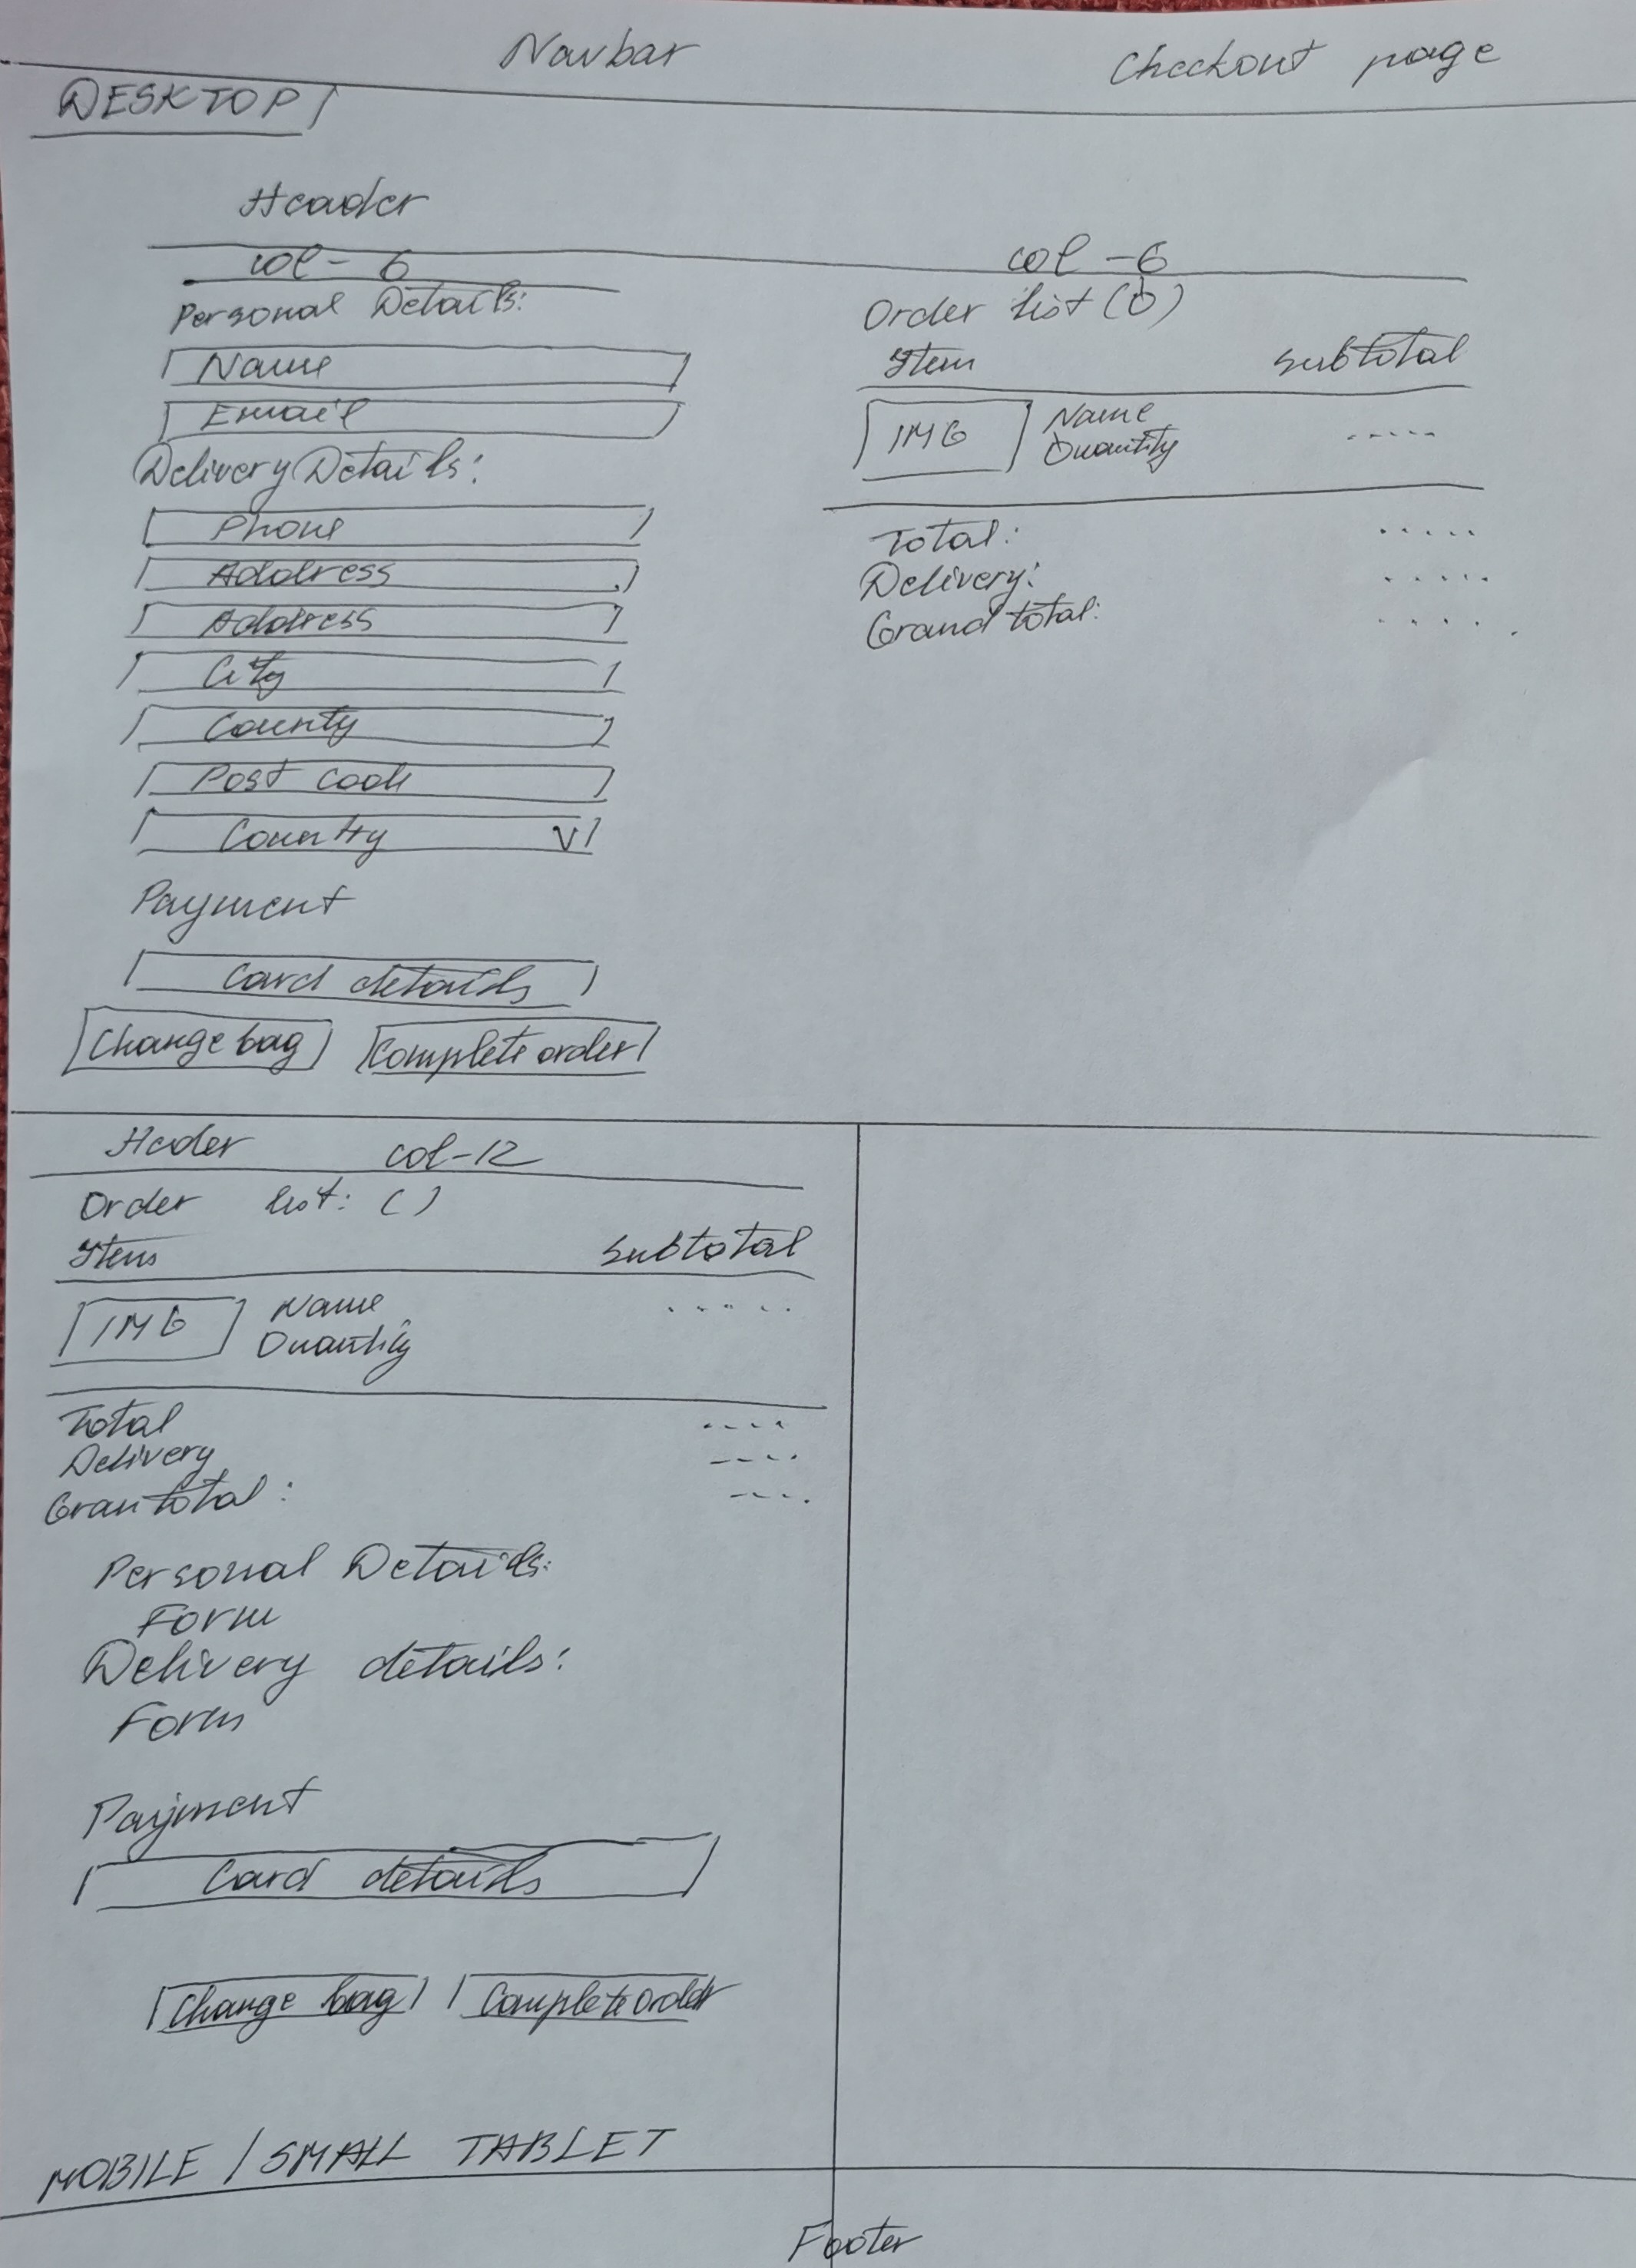 Navbar
Checkout page
DESKTOP
Header
col-6
Personal Details:
Name
Email
Delivery Details:
Phone
Address
Address
City
County
Post code
Country V
Payment
Card details
Change bag Complete order
col-6
Order list (0)
Item Subtotal
IMG Name
Quantity
Total:
Delivery:
Grand total:
Header col-12
Order list: ( )
Item Subtotal
IMG Name
Quantity
Total
Delivery
Gran total:
Personal Details:
Form
Delivery details:
Form
Payment
Card details
Change bag Complete order
MOBILE / SMALL TABLET
Footer